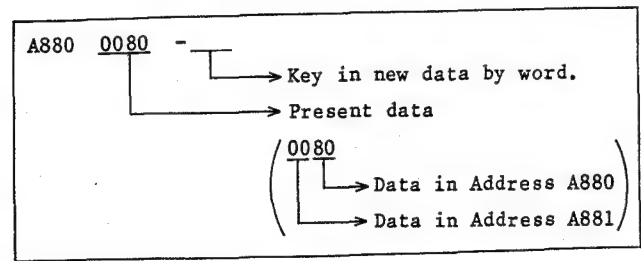 A880 0080 -
Key in new data by word.
Present data
0080
Data in Address A880
Data in Address A881